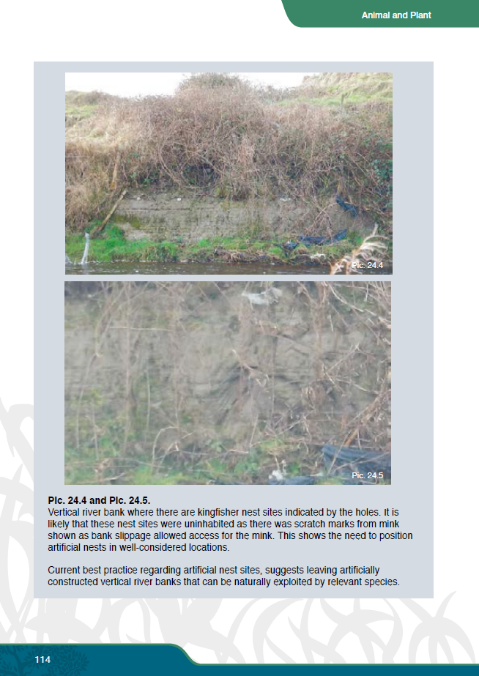 Animal and Plant
Pic. 24.4
Pic. 24.5
Pic. 24.4 and Pic. 24.5.
Vertical river bank where there are kingfisher nest sites indicated by the holes. It is
likely that these nest sites were uninhabited as there was scratch marks from mink
shown as bank slippage allowed access for the mink. This shows the need to position
artificial nests in well-considered locations.
Current best practice regarding artificial nest sites, suggests leaving artificially
constructed vertical river banks that can be naturally exploited by relevant species.
114